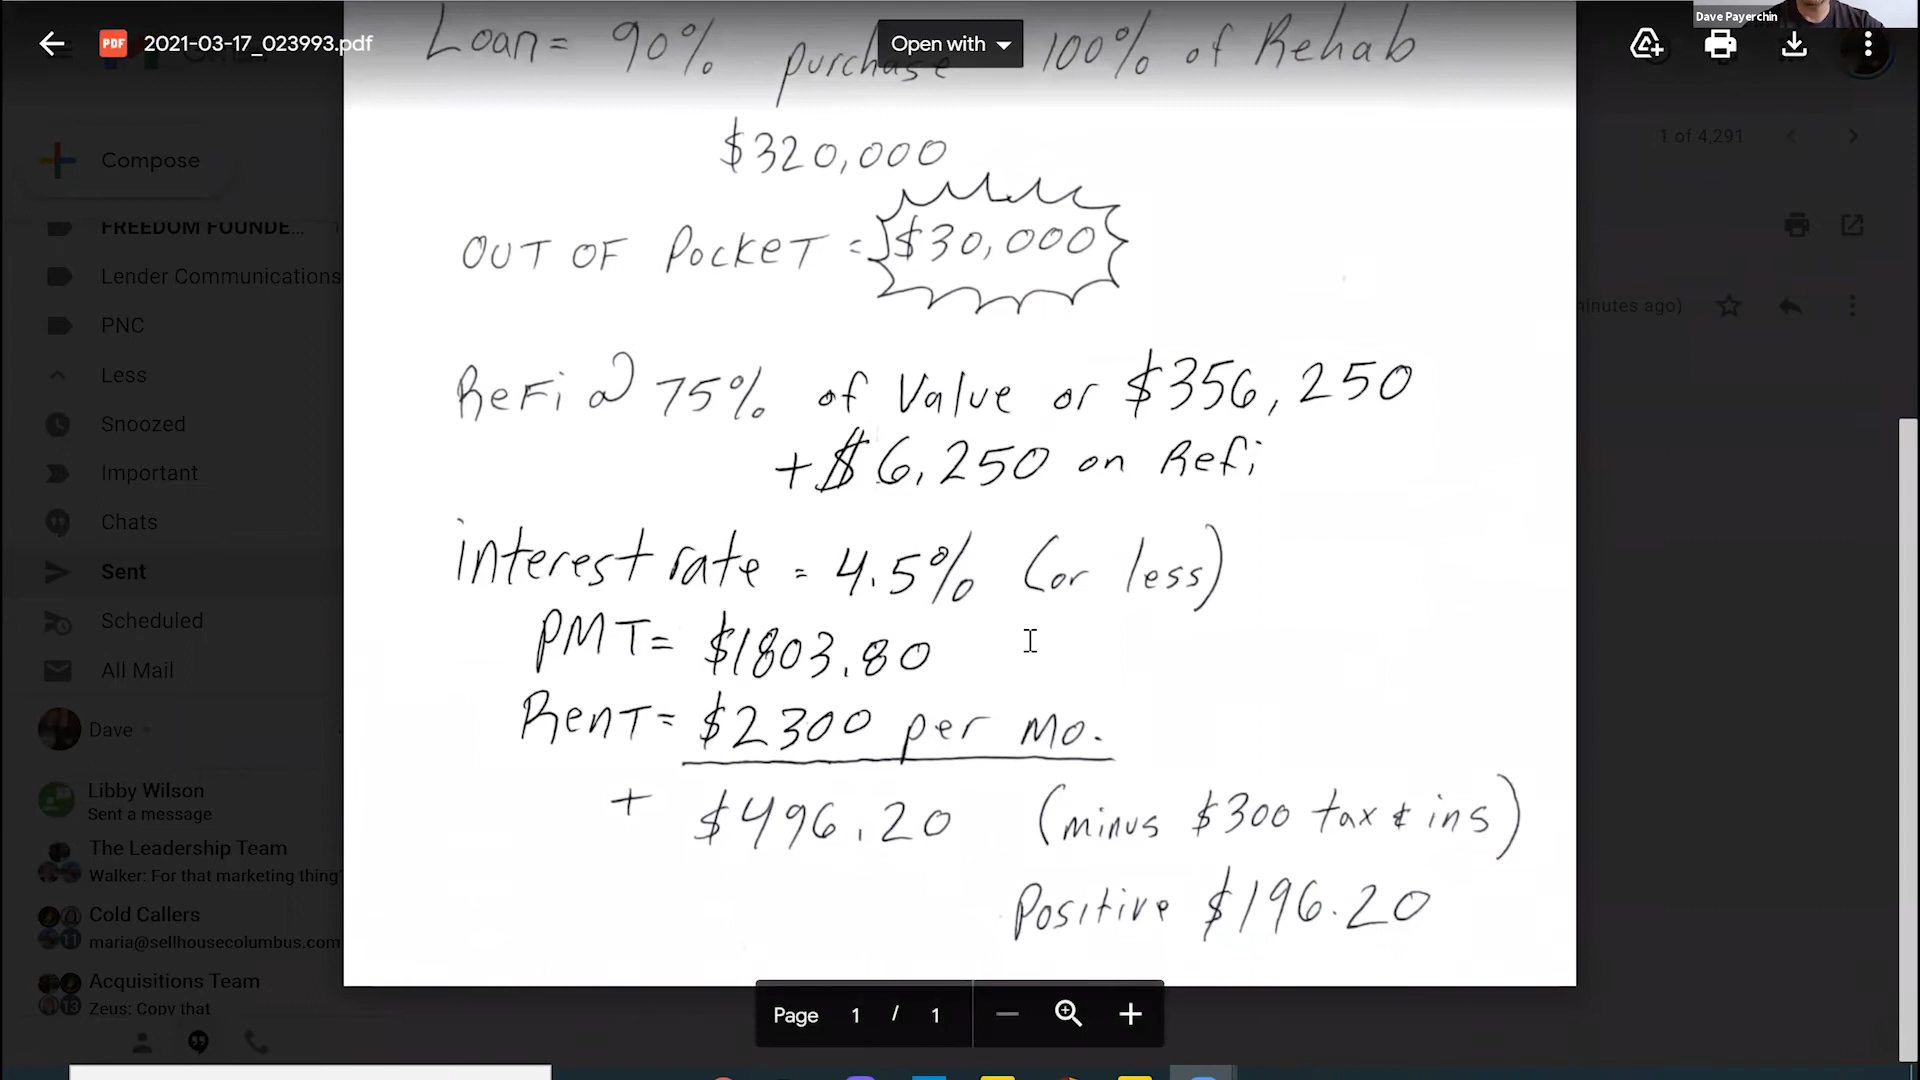 Dave Payerchin
2021-03-17_023993.pdf
Open with
Loan = 90% purchase 100% of Rehab
$320,000
OUT OF POCKET = $30,000
ReFi @ 75% of Value or $356,250
+ $6,250 on Refi
interest rate = 4.5% (or less)
PMT = $1803.80
RenT = $2300 per mo.
+ $496.20 (minus $300 tax & ins)
Positive $196.20
Compose
1 of 4,291
FREEDOM FOUNDE...
Lender Communications
PNC
minutes ago)
Less
Snoozed
Important
Chats
Sent
Scheduled
All Mail
Dave
Libby Wilson
Sent a message
The Leadership Team
Walker: For that marketing thing
Cold Callers
11
maria@sellhousecolumbus.com
Acquisitions Team
13
Zeus: Copy that
Page 1 / 1